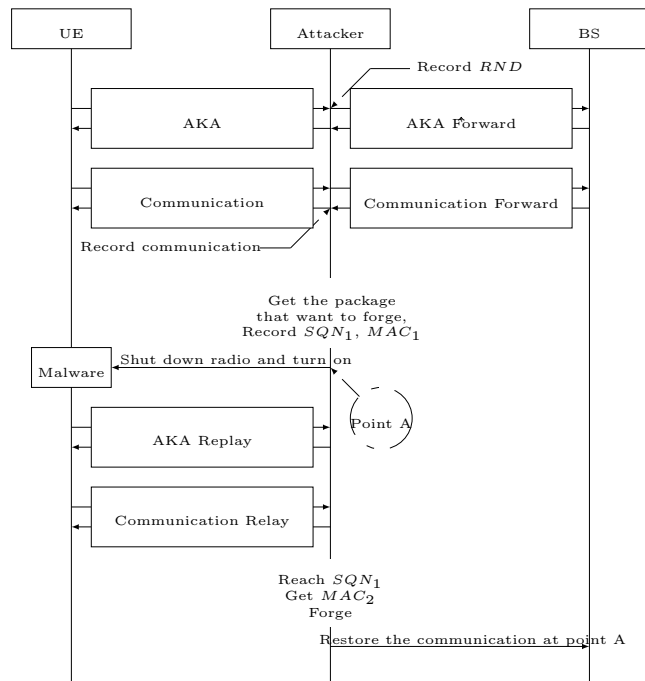 UE
Attacker
BS
Record RND
AKA
AKA Forward
Communication
Communication Forward
Record communication
Get the package
that want to forge,
Record SQN₁, MAC₁
Shut down radio and turn on
Malware
Point A
AKA Replay
Communication Relay
Reach SQN₁
Get MAC₂
Forge
Restore the communication at point A